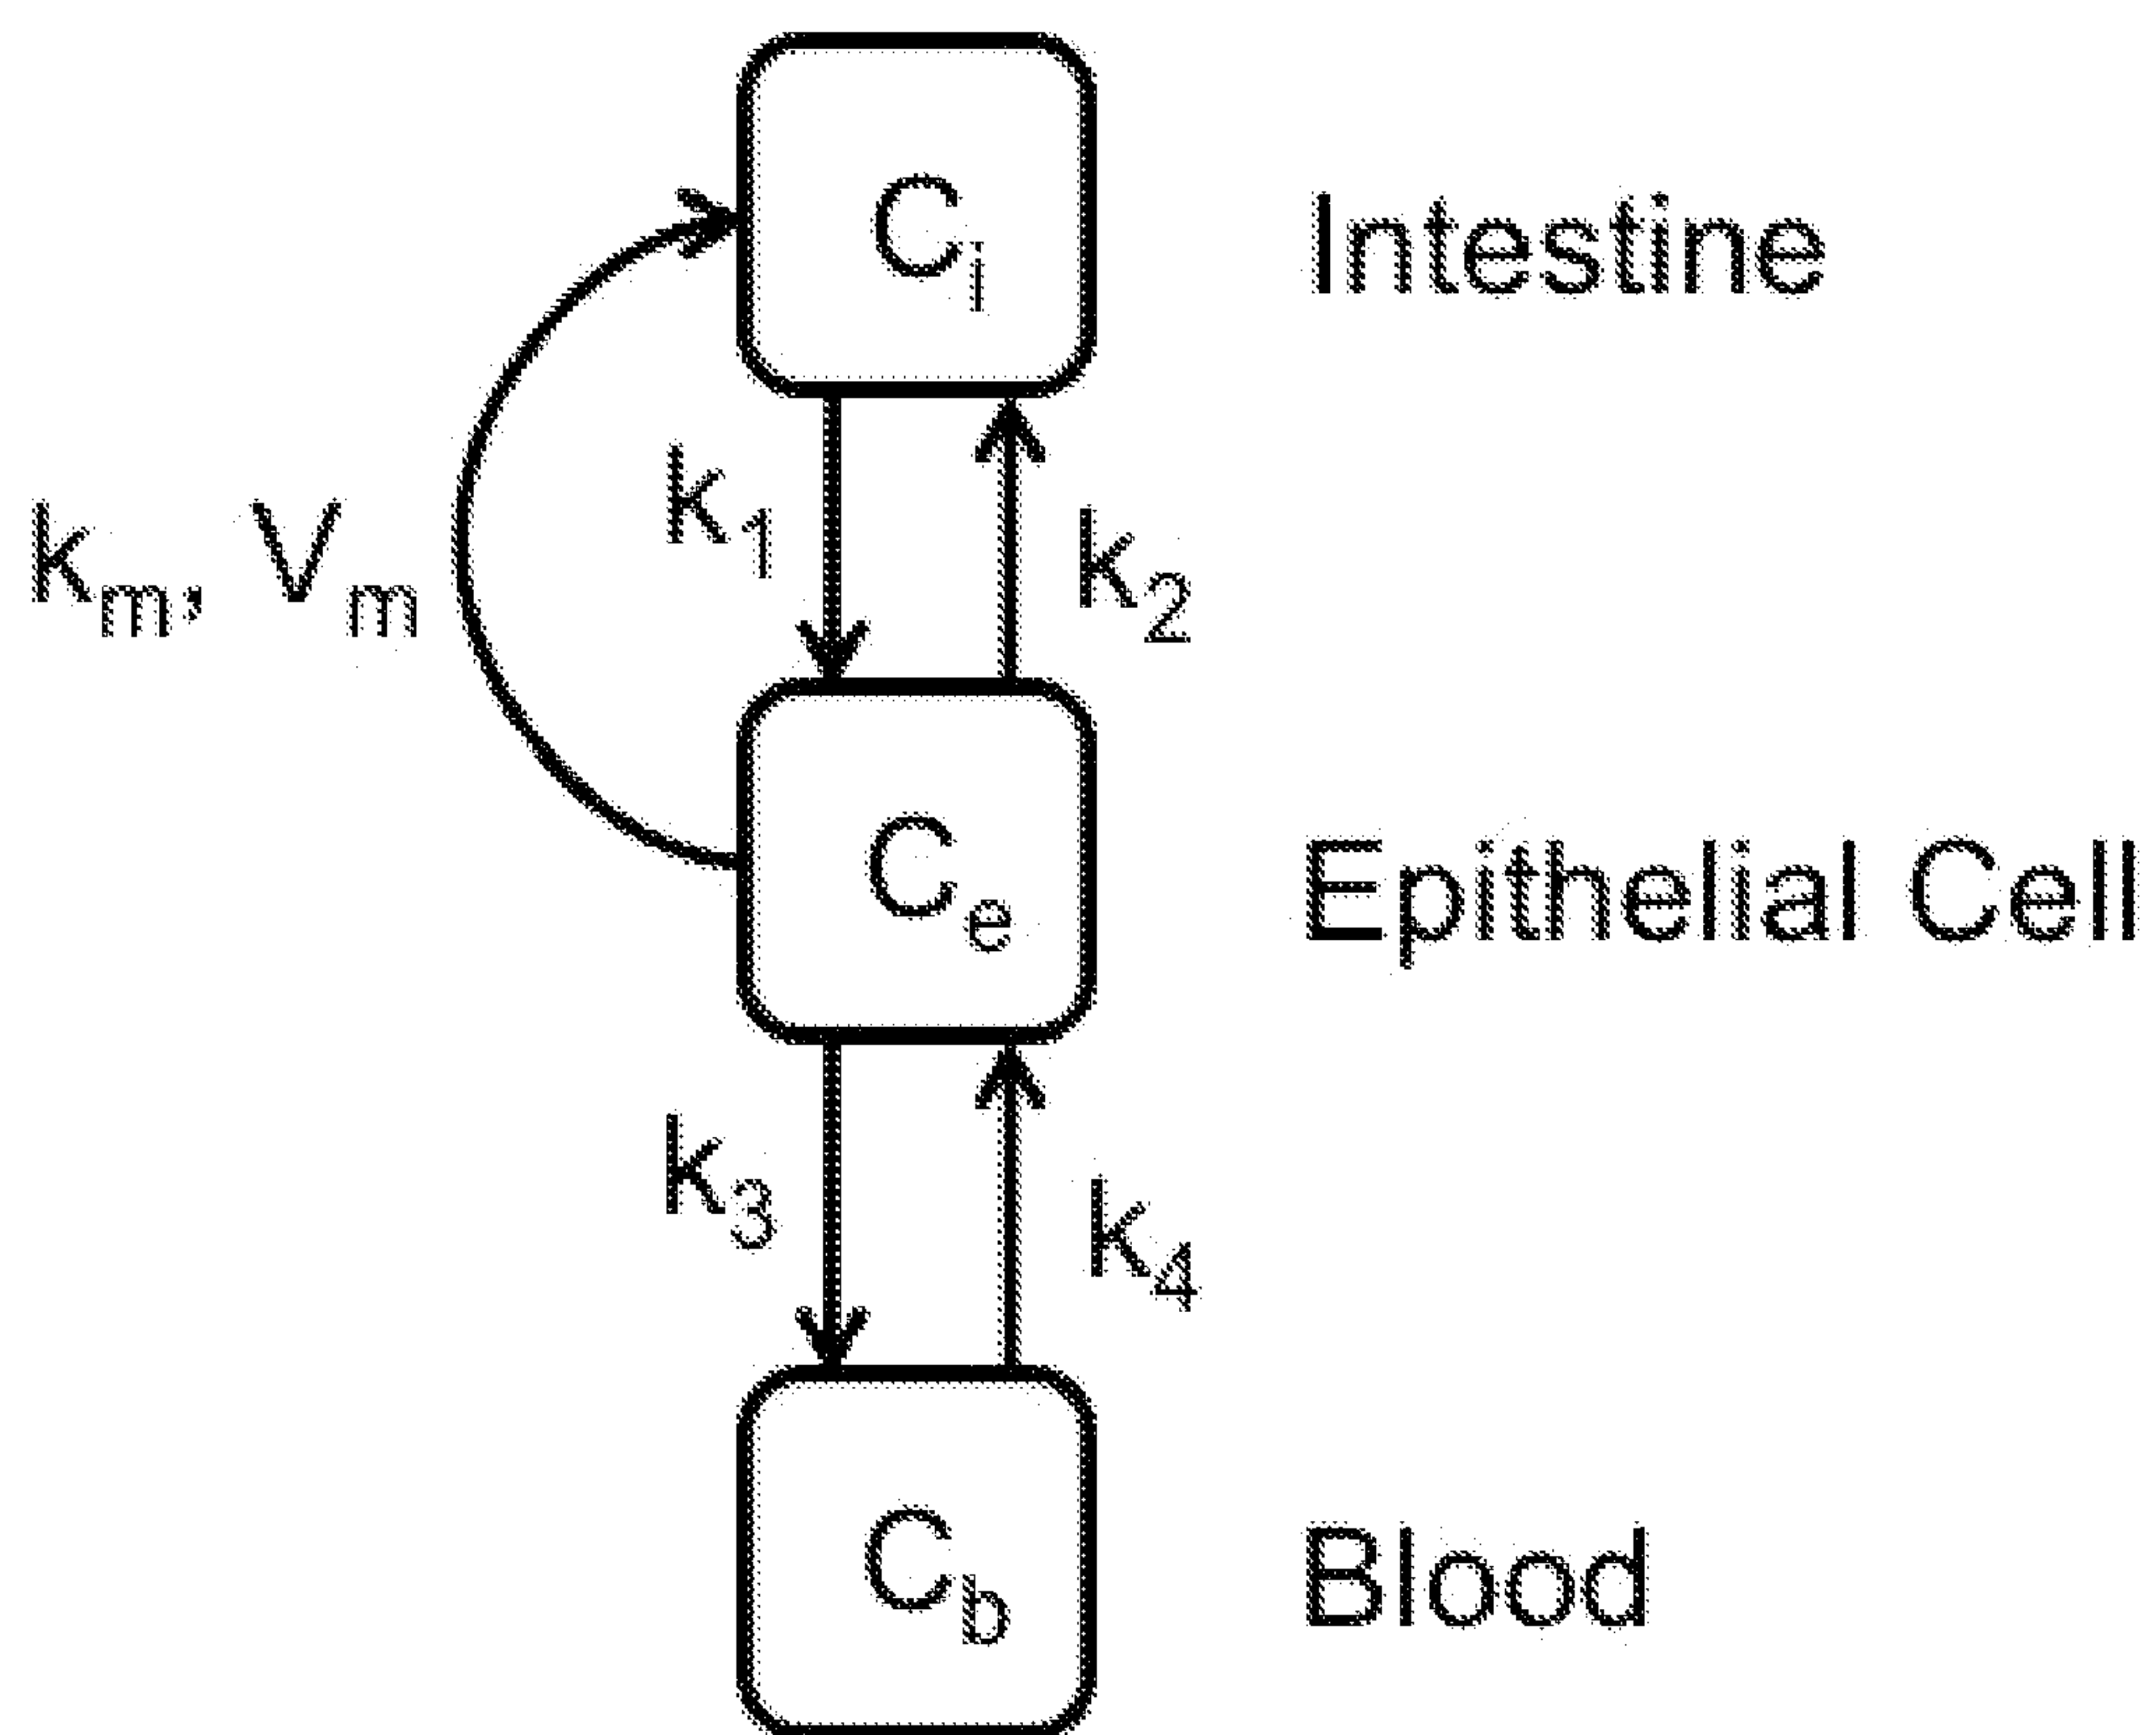 Ci
Intestine
km, Vm
k1
k2
Ce
Epithelial Cell
k3
k4
Cb
Blood